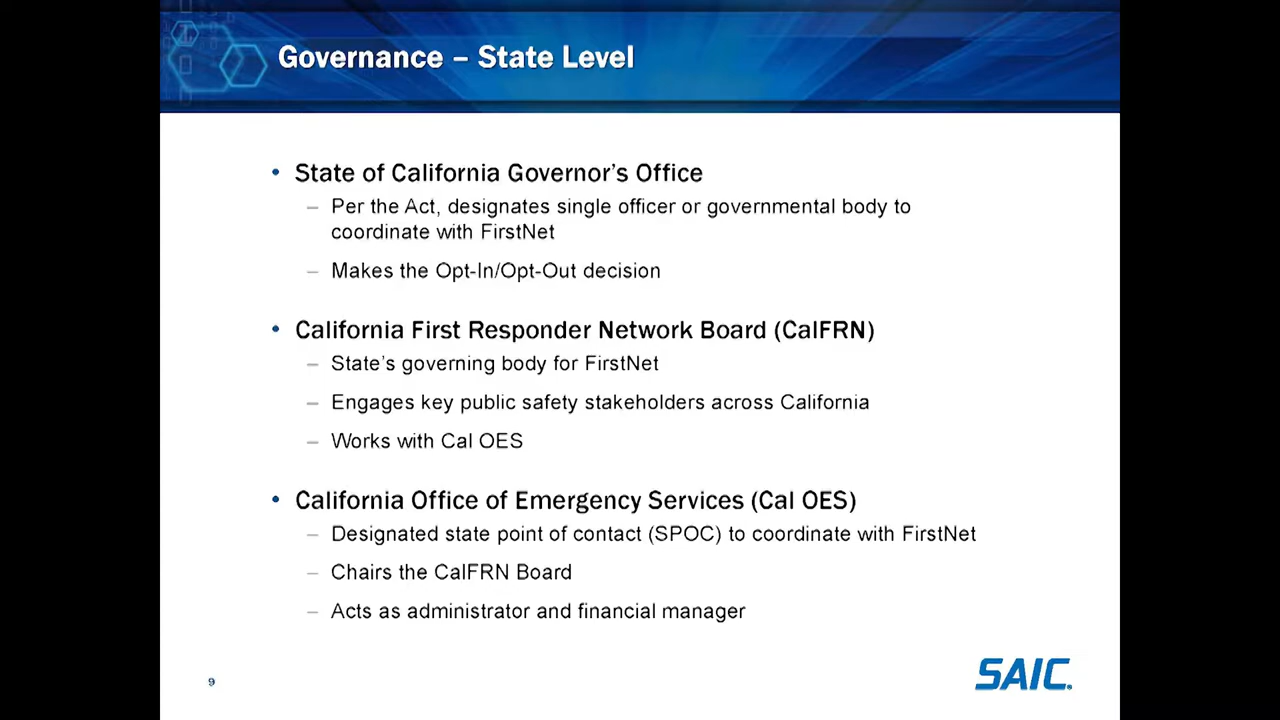 Governance – State Level
• State of California Governor’s Office
– Per the Act, designates single officer or governmental body to
coordinate with FirstNet
– Makes the Opt-In/Opt-Out decision
• California First Responder Network Board (CalFRN)
– State’s governing body for FirstNet
– Engages key public safety stakeholders across California
– Works with Cal OES
• California Office of Emergency Services (Cal OES)
– Designated state point of contact (SPOC) to coordinate with FirstNet
– Chairs the CalFRN Board
– Acts as administrator and financial manager
9
SAIC.